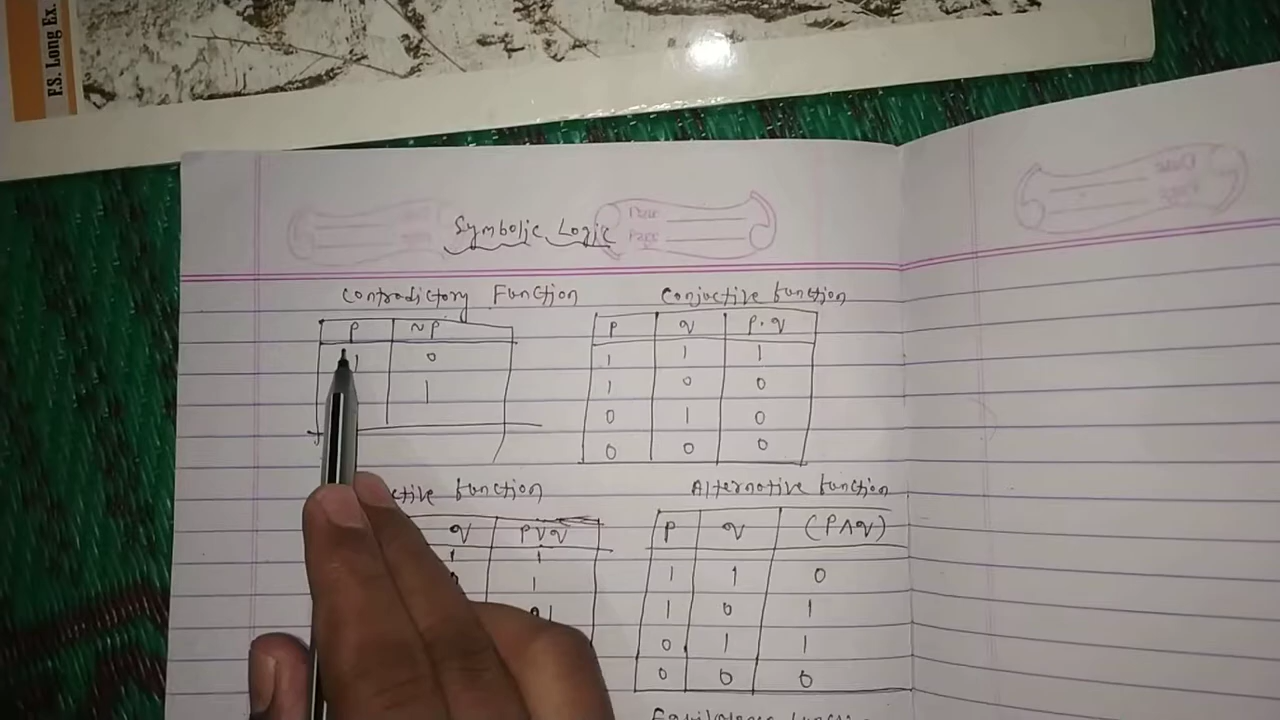 F.S. Long Ex.
Symbolic Logic
Contradictory Function
P ~P
1 0
1
Conjuctive function
P q P.q
1 1 1
1 0 0
0 1 0
0 0 0
ctive function
q P∨q
1 1
1
Alternative function
P q (P∧q)
1 1 0
1 0 1
0 1 1
0 0 0